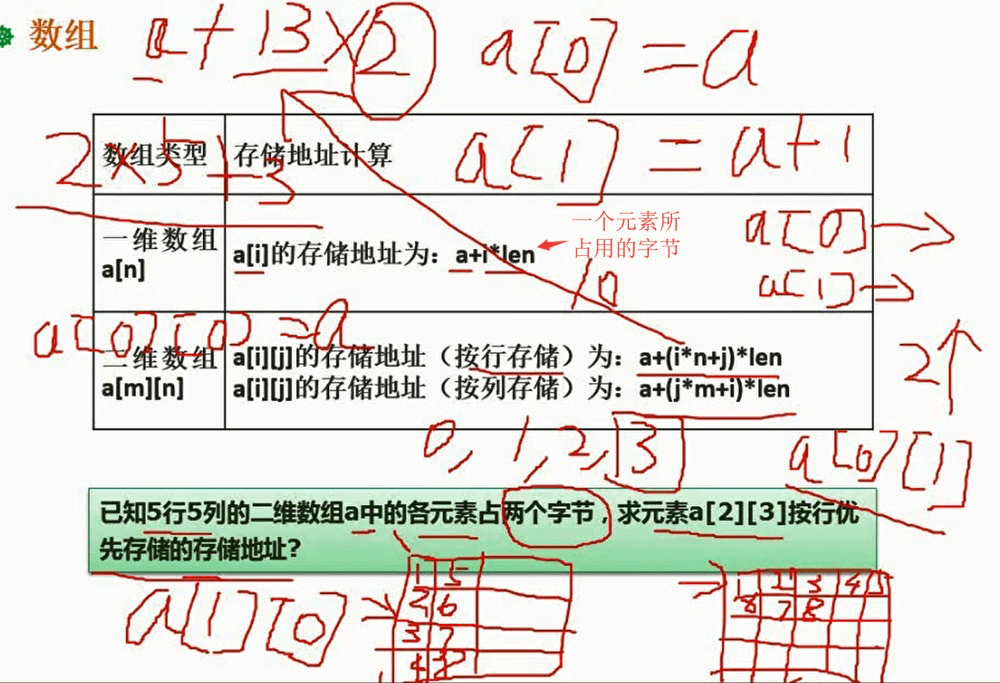 数组
a+13×2
a[0]=a
数组类型
存储地址计算
2×5+3
a[1]=a+1
一维数组
a[n]
a[i]的存储地址为：a+i*len
一个元素所
占用的字节
a[0]
a[1]
10
a[0][0]=a
二维数组
a[m][n]
a[i][j]的存储地址（按行存储）为：a+(i*n+j)*len
a[i][j]的存储地址（按列存储）为：a+(j*m+i)*len
2
0, 1, 2, 3
a[0][1]
已知5行5列的二维数组a中的各元素占两个字节，求元素a[2][3]按行优
先存储的存储地址？
a[1][0]
1 5
2 6
3 7
4
1 2 3 4 5
7 8